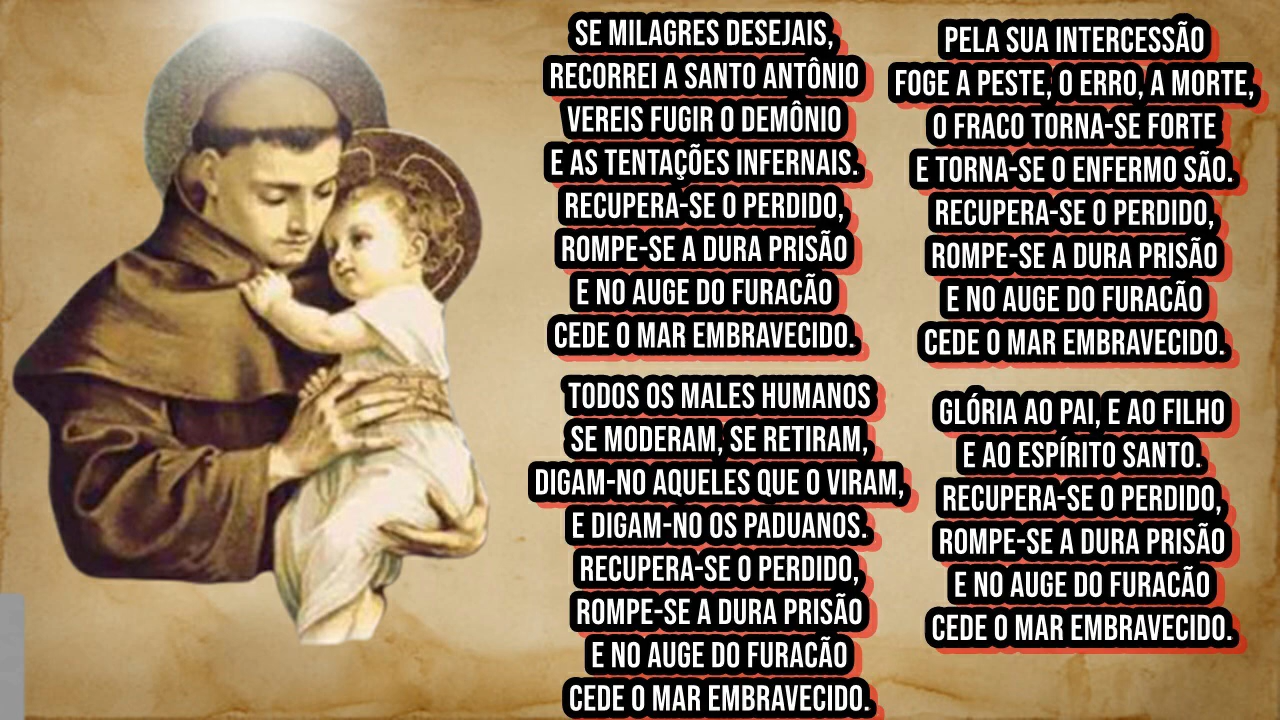 SE MILAGRES DESEJAIS,
RECORREI A SANTO ANTÔNIO
VEREIS FUGIR O DEMÔNIO
E AS TENTAÇÕES INFERNAIS.
RECUPERA-SE O PERDIDO,
ROMPE-SE A DURA PRISÃO
E NO AUGE DO FURACÃO
CEDE O MAR EMBRAVECIDO.
TODOS OS MALES HUMANOS
SE MODERAM, SE RETIRAM,
DIGAM-NO AQUELES QUE O VIRAM,
E DIGAM-NO OS PADUANOS.
RECUPERA-SE O PERDIDO,
ROMPE-SE A DURA PRISÃO
E NO AUGE DO FURACÃO
CEDE O MAR EMBRAVECIDO.
PELA SUA INTERCESSÃO
FOGE A PESTE, O ERRO, A MORTE,
O FRACO TORNA-SE FORTE
E TORNA-SE O ENFERMO SÃO.
RECUPERA-SE O PERDIDO,
ROMPE-SE A DURA PRISÃO
E NO AUGE DO FURACÃO
CEDE O MAR EMBRAVECIDO.
GLÓRIA AO PAI, E AO FILHO
E AO ESPÍRITO SANTO.
RECUPERA-SE O PERDIDO,
ROMPE-SE A DURA PRISÃO
E NO AUGE DO FURACÃO
CEDE O MAR EMBRAVECIDO.